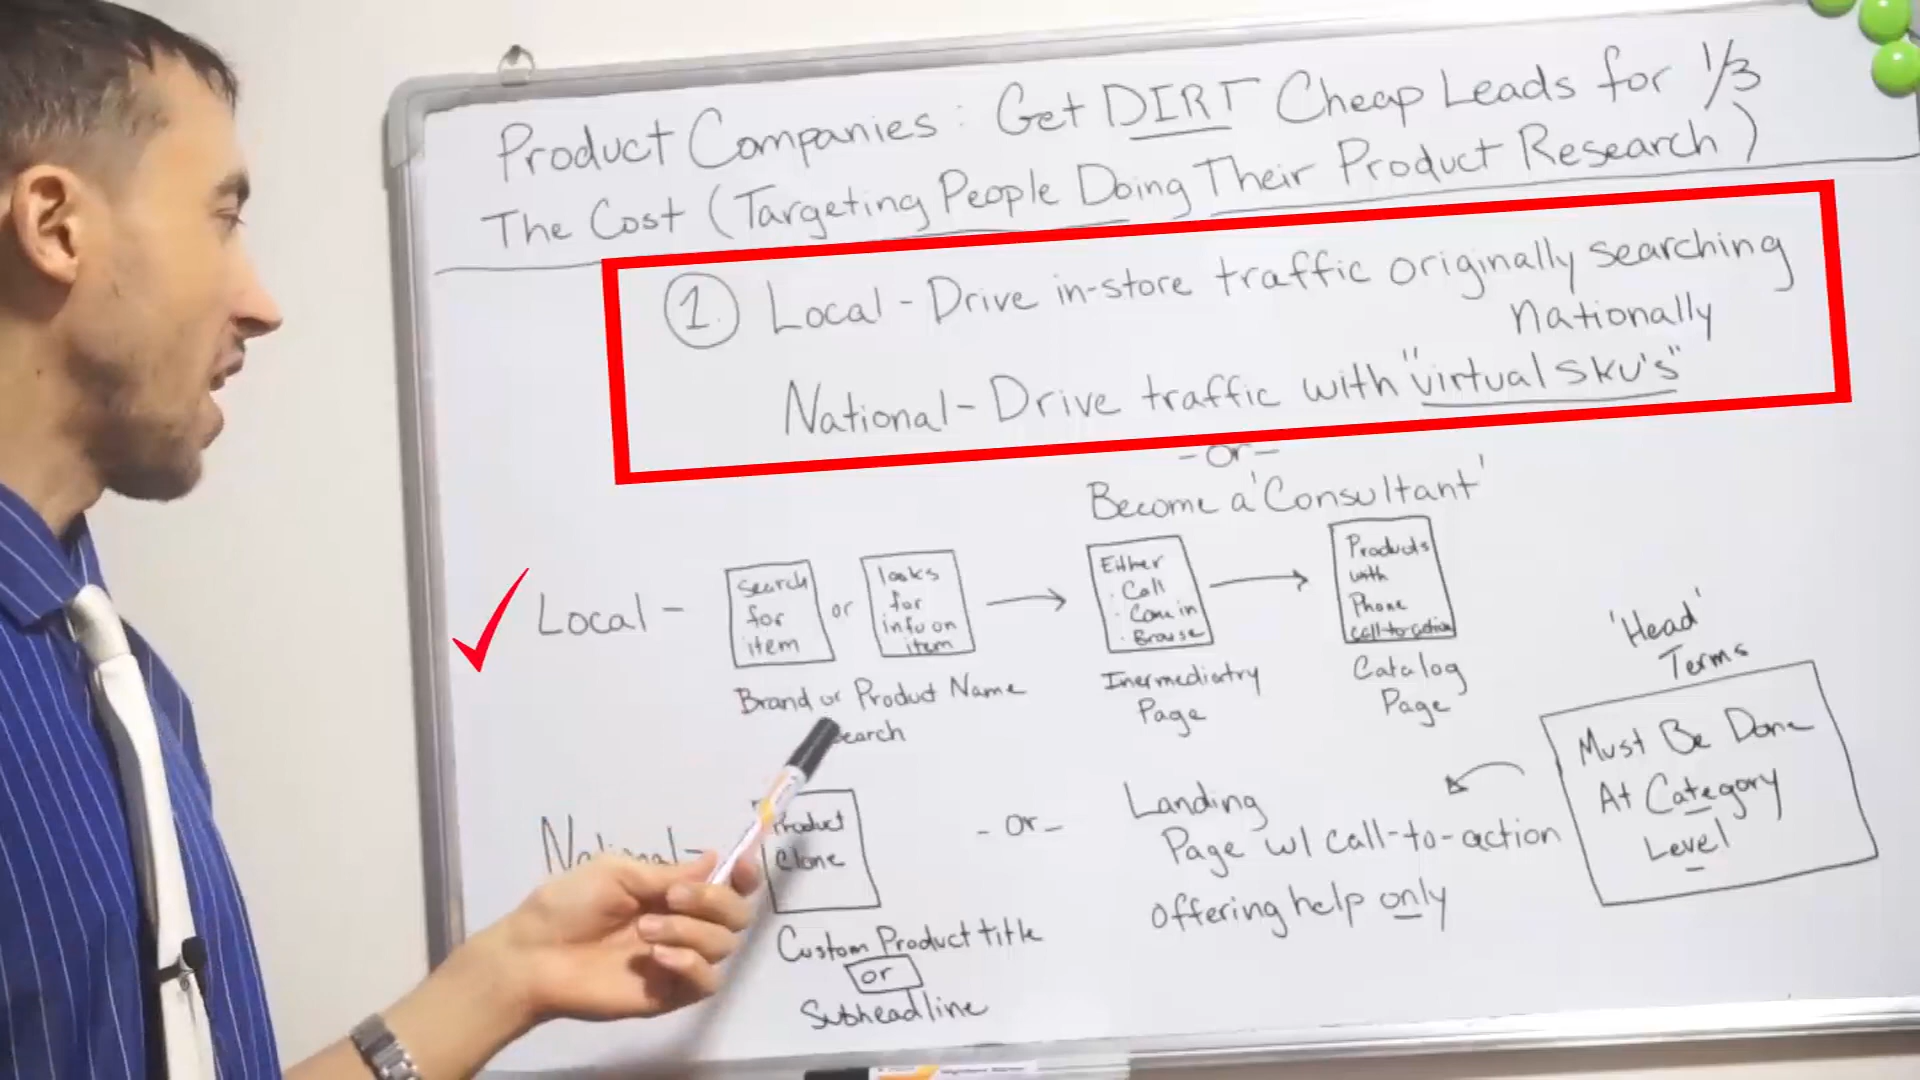 Product Companies: Get DIRT Cheap Leads for 1/3
The Cost (Targeting People Doing Their Product Research)
1. Local - Drive in-store traffic originally searching
nationally
National - Drive traffic with "virtual sku's"
- or -
Become a 'Consultant'
Local -
search
for
item
or
looks
for
info on
item
Brand or Product Name
search
Either
· Call
· Come in
· Browse
Inermediatry
Page
Products
with
Phone
call-to-action
Catalog
Page
'Head'
Terms
Must Be Done
At Category
Level
National -
Product
Clone
Custom Product title
or
Subheadline
- or -
Landing
Page w/ call-to-action
offering help only